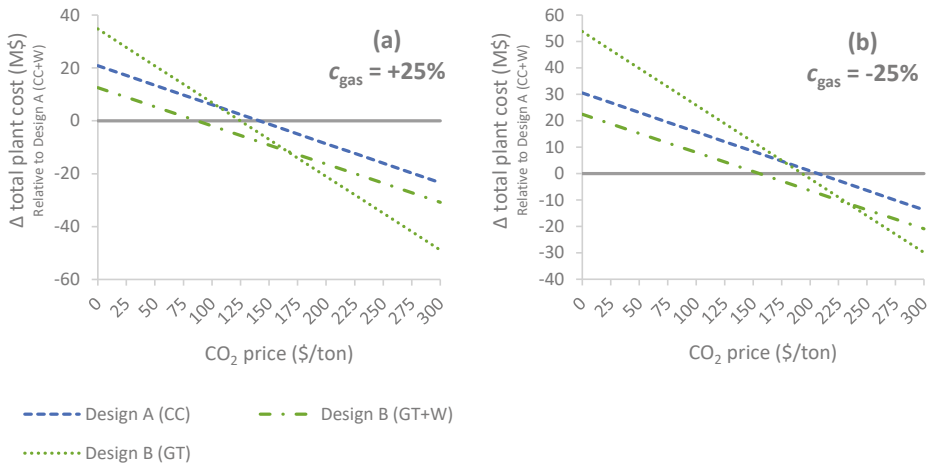 (a)
c_gas = +25%
Δ total plant cost (M$)
Relative to Design A (CC+W)
40
20
0
-20
-40
-60
0 25 50 75 100 125 150 175 200 225 250 275 300
CO₂ price ($/ton)
(b)
c_gas = -25%
Δ total plant cost (M$)
Relative to Design A (CC+W)
60
50
40
30
20
10
0
-10
20
30
40
0 25 50 75 100 125 150 175 200 225 250 275 300
CO₂ price ($/ton)
Design A (CC)
Design B (GT+W)
Design B (GT)